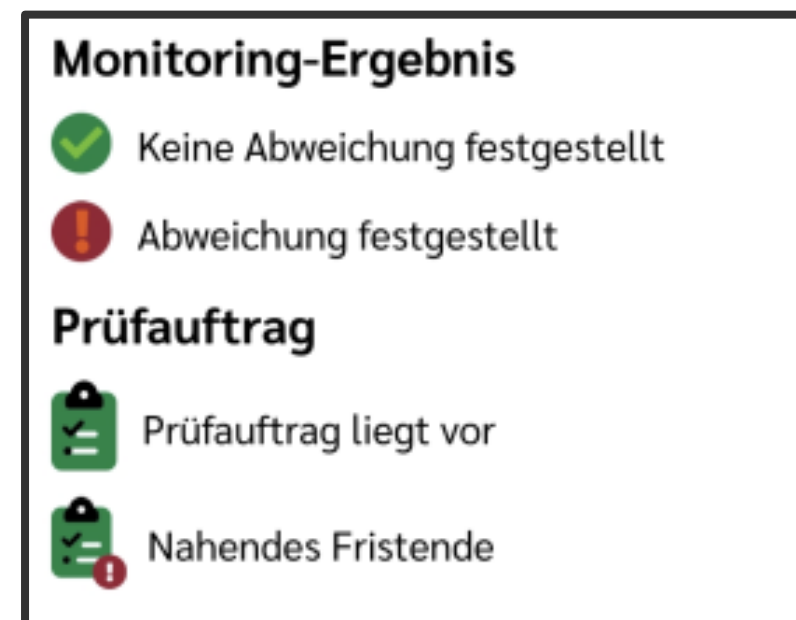 Monitoring-Ergebnis
Keine Abweichung festgestellt
Abweichung festgestellt
Prüfauftrag
Prüfauftrag liegt vor
Nahendes Fristende